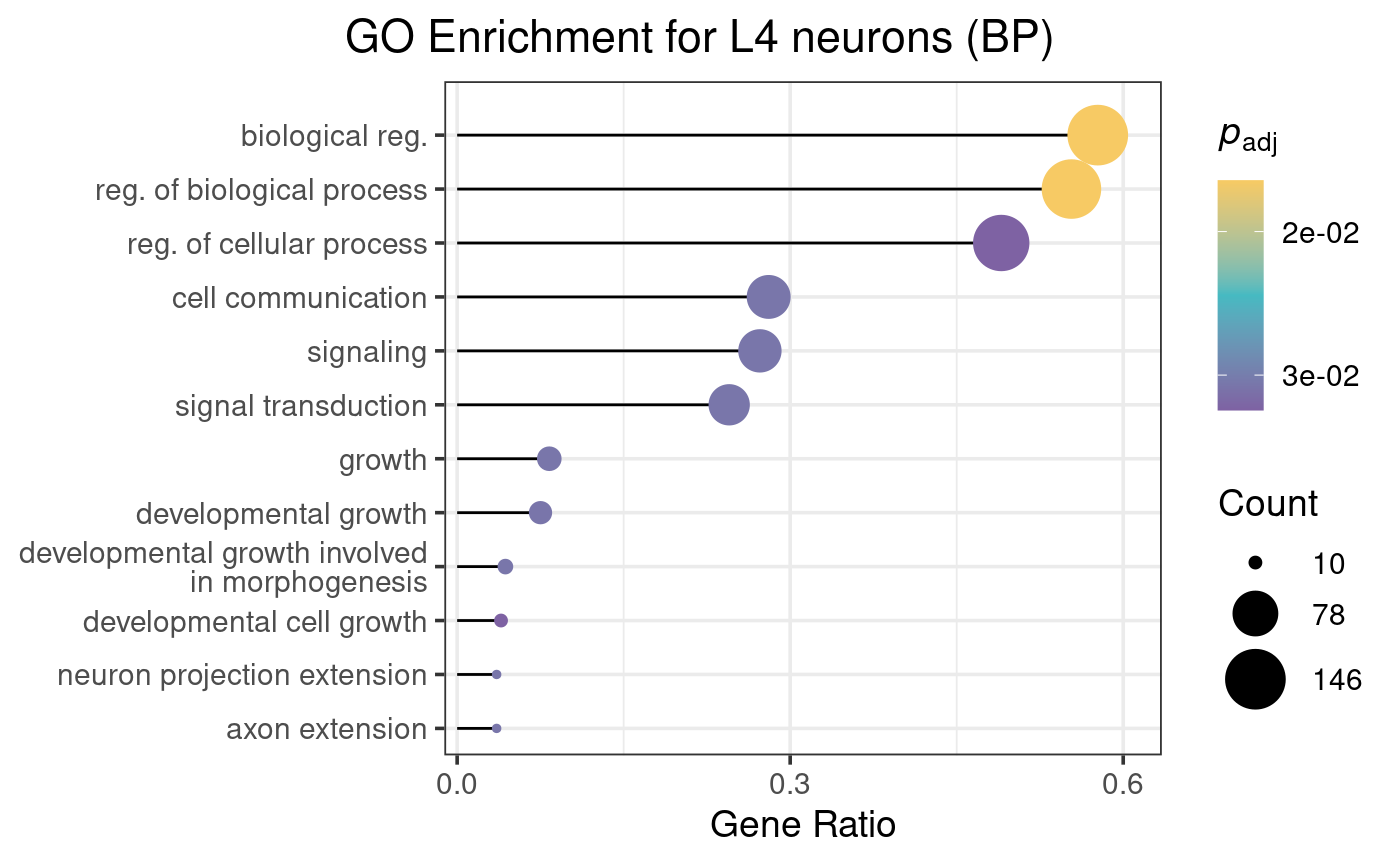 GO Enrichment for L4 neurons (BP)
biological reg.
reg. of biological process
reg. of cellular process
cell communication
signaling
signal transduction
growth
developmental growth
developmental growth involved
in morphogenesis
developmental cell growth
neuron projection extension
axon extension
0.0
0.3
0.6
Gene Ratio
p adj
2e-02
3e-02
Count
10
78
146